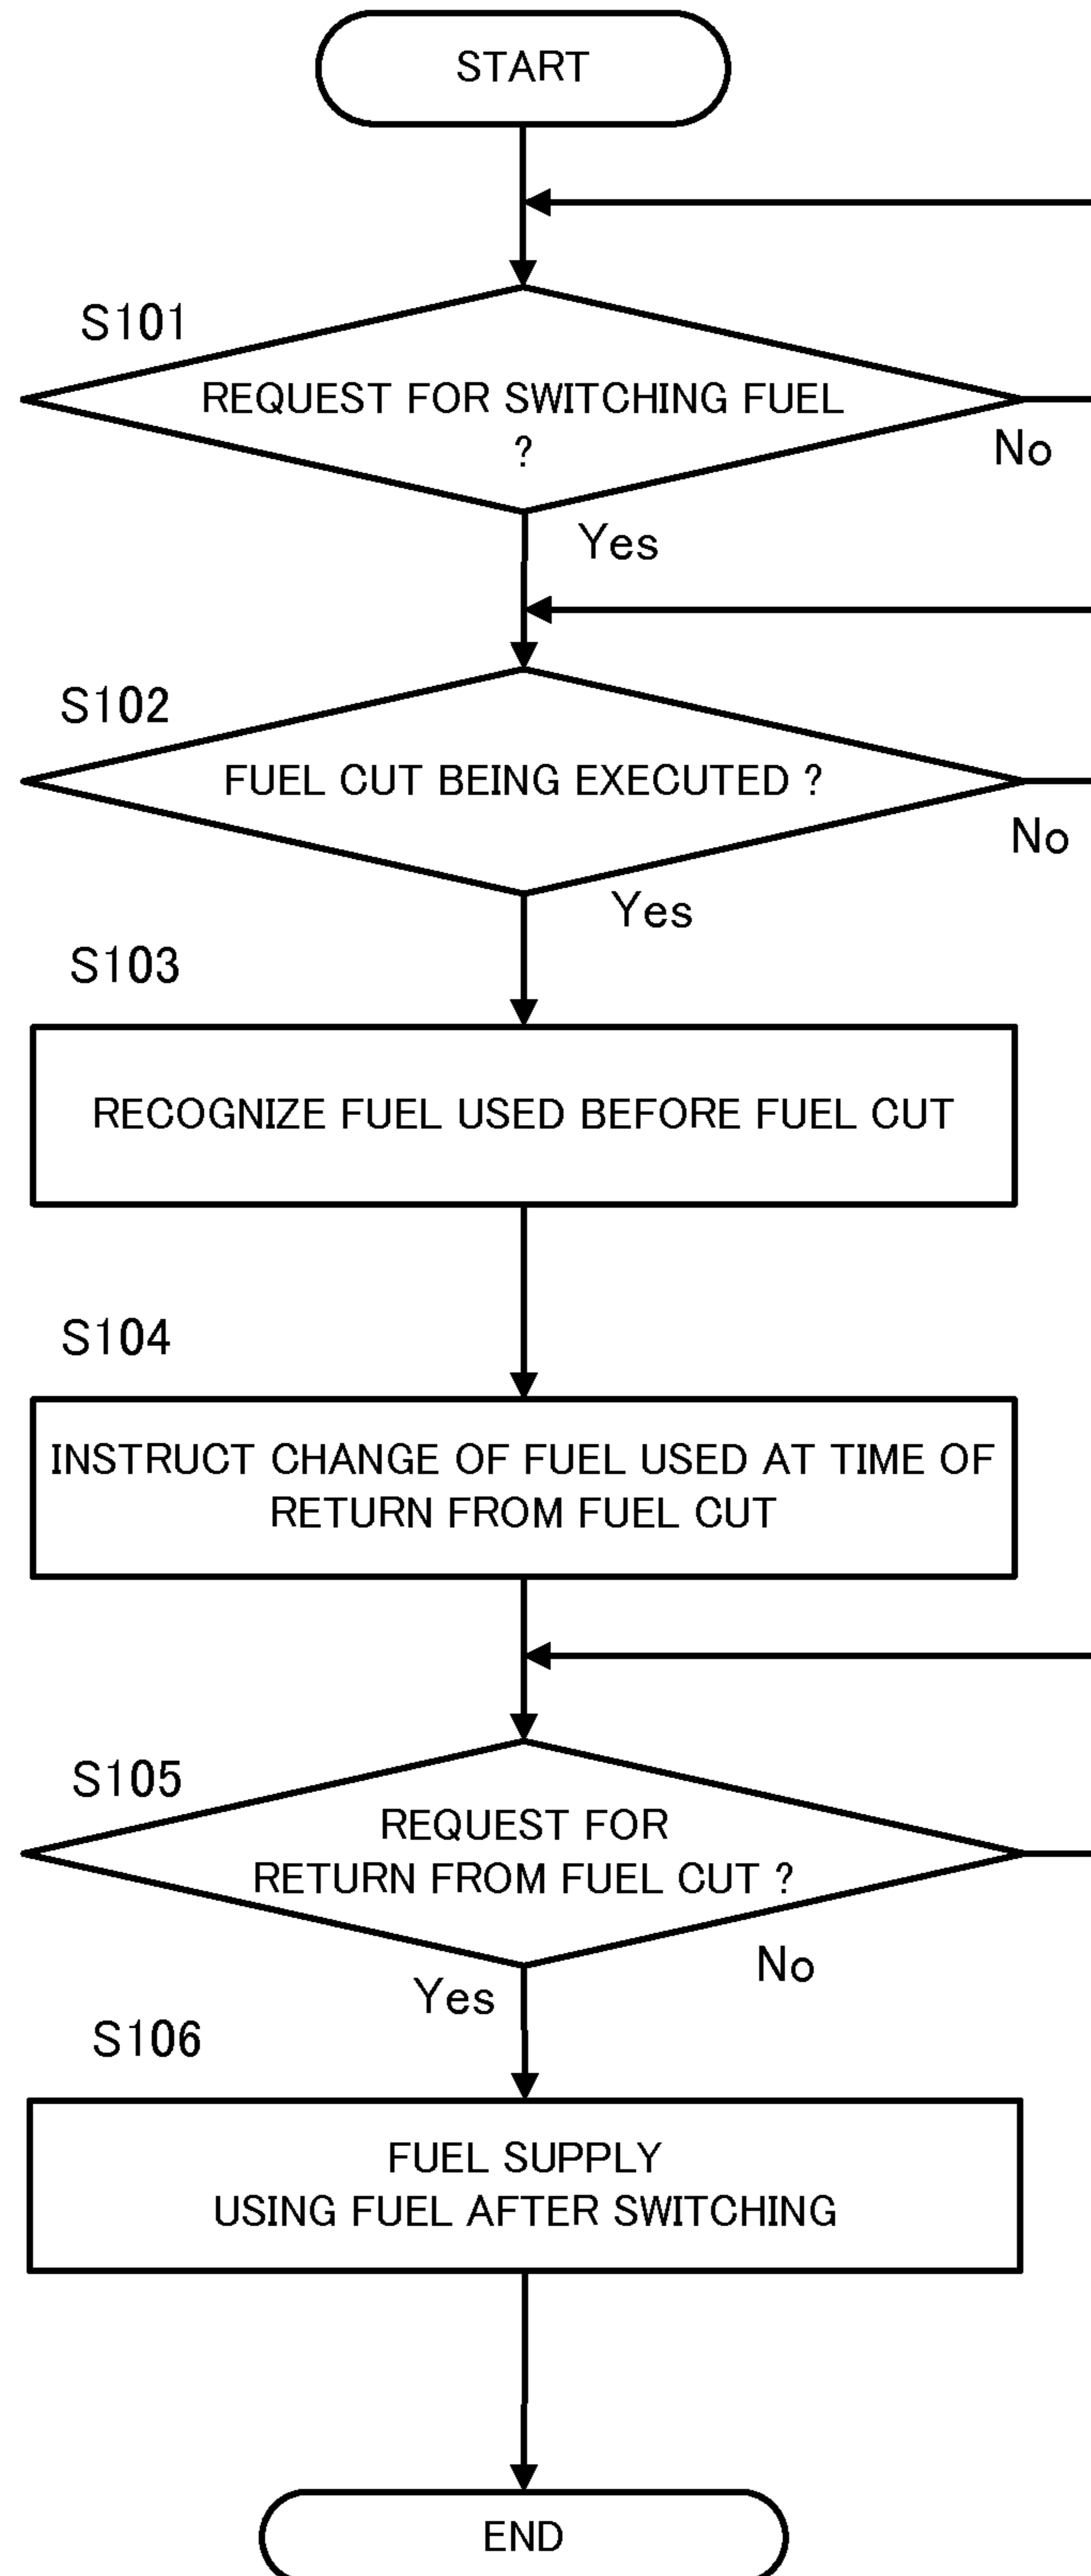 START
S101
REQUEST FOR SWITCHING FUEL
?
No
Yes
S102
FUEL CUT BEING EXECUTED ?
No
Yes
S103
RECOGNIZE FUEL USED BEFORE FUEL CUT
S104
INSTRUCT CHANGE OF FUEL USED AT TIME OF
RETURN FROM FUEL CUT
S105
REQUEST FOR
RETURN FROM FUEL CUT ?
No
Yes
S106
FUEL SUPPLY
USING FUEL AFTER SWITCHING
END